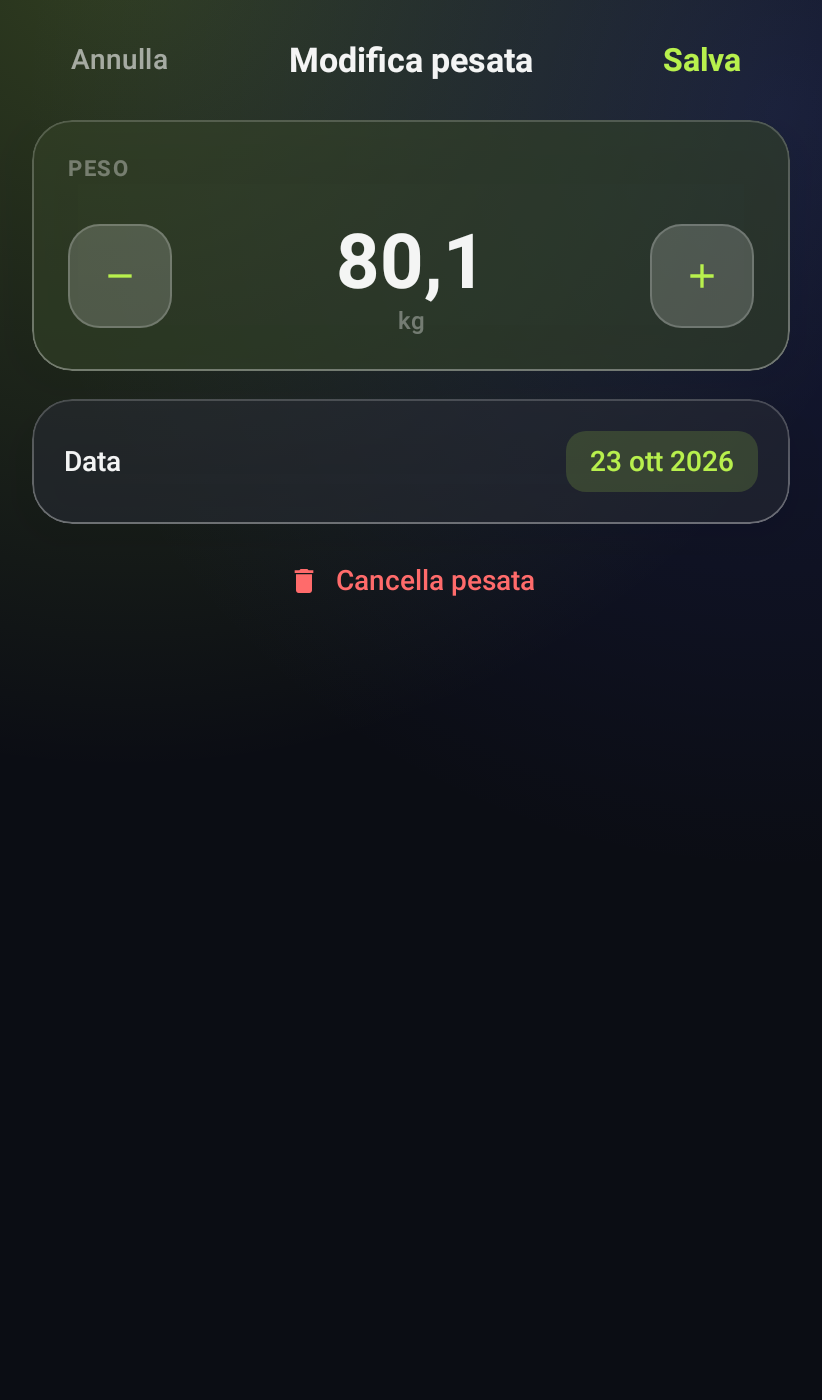 Annulla Modifica pesata Salva
PESO
− 80,1 +
kg
Data 23 ott 2026
Cancella pesata